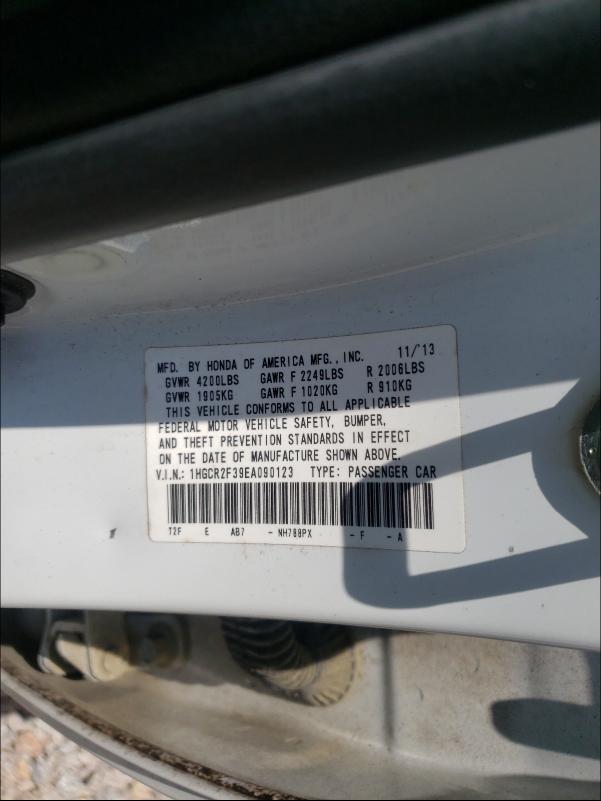 MFD. BY HONDA OF AMERICA MFG., INC. 11/'13
GVWR 4200LBS GAWR F 2249LBS R 2006LBS
GVWR 1905KG GAWR F 1020KG R 910KG
THIS VEHICLE CONFORMS TO ALL APPLICABLE
FEDERAL MOTOR VEHICLE SAFETY, BUMPER,
AND THEFT PREVENTION STANDARDS IN EFFECT
ON THE DATE OF MANUFACTURE SHOWN ABOVE.
V.I.N.: 1HGCR2F39EA090123 TYPE: PASSENGER CAR
T2F E AB7 - NH788PX - F - A